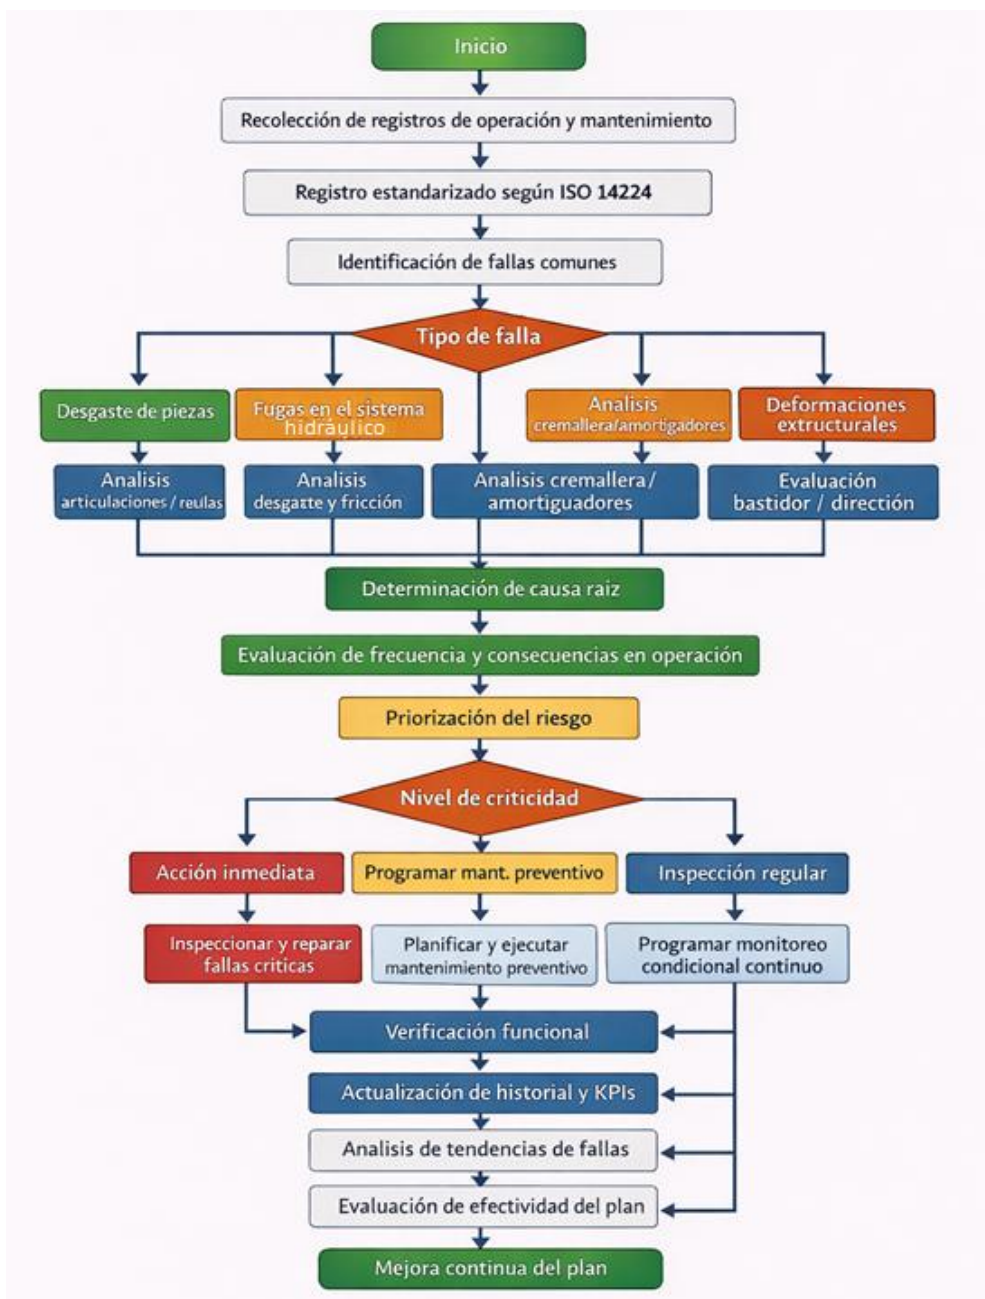 Inicio
Recolección de registros de operación y mantenimiento
Registro estandarizado según ISO 14224
Identificación de fallas comunes
Tipo de falla
Desgaste de piezas
Fugas en el sistema
hidráulico
Analisis
cremallera/amortigadores
Deformaciones
extructurales
Analisis
articulaciones / reulas
Analisis
desgaste y fricción
Analisis cremallera /
amortiguadores
Evaluación
bastidor / direction
Determinación de causa raiz
Evaluación de frecuencia y consecuencias en operación
Priorización del riesgo
Nivel de criticidad
Acción inmediata
Programar mant. preventivo
Inspección regular
Inspeccionar y reparar
fallas criticas
Planificar y ejecutar
mantenimiento preventivo
Programar monitoreo
condicional continuo
Verificación funcional
Actualización de historial y KPIs
Analisis de tendencias de fallas
Evaluación de efectividad del plan
Mejora continua del plan